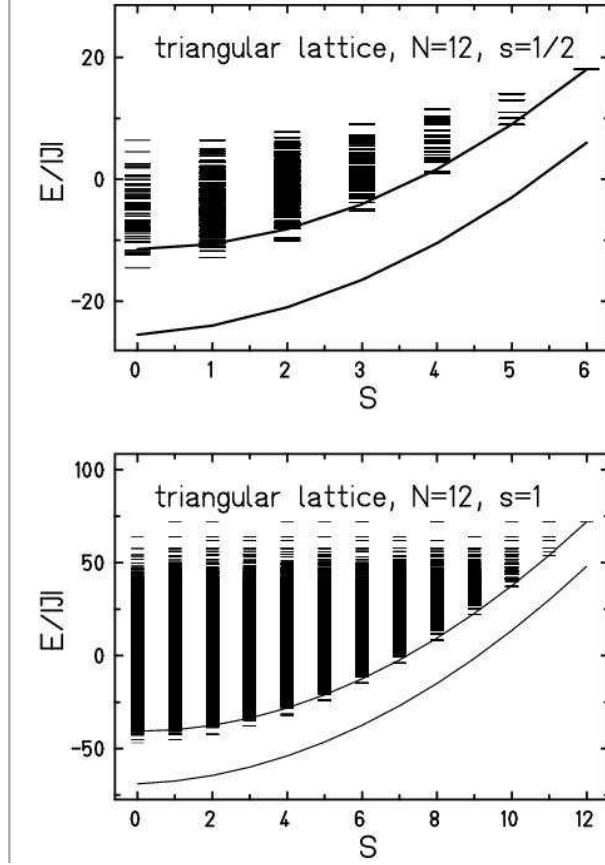 triangular lattice, N=12, s=1/2
20
0
-20
E/|J|
0 1 2 3 4 5 6
S
triangular lattice, N=12, s=1
100
50
0
-50
E/|J|
0 2 4 6 8 10 12
S